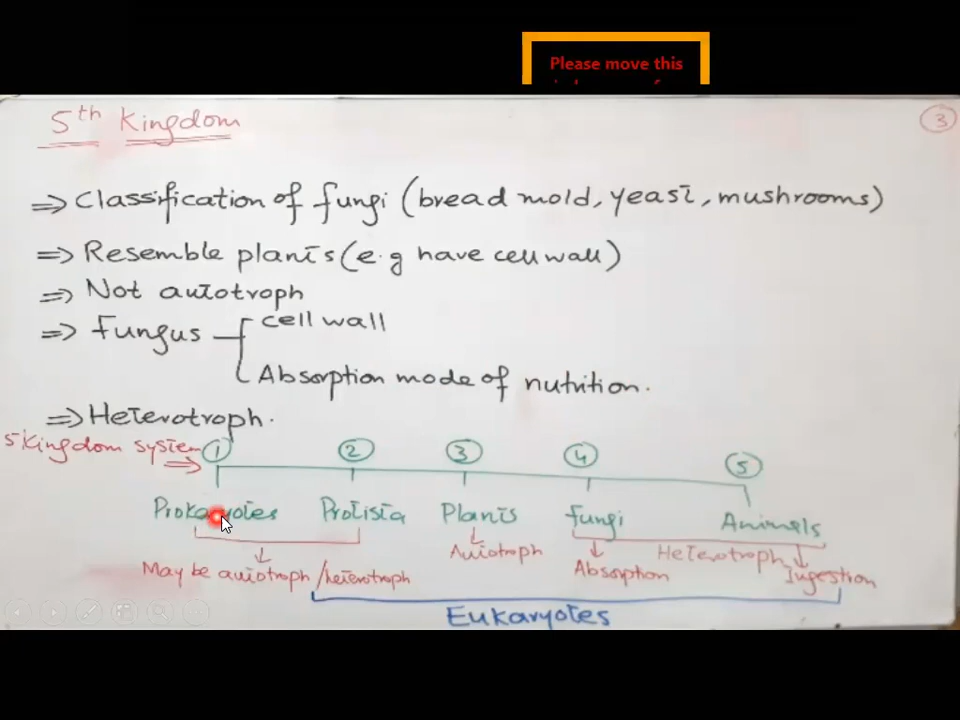 Please move this
5th Kingdom
3
⇒ Classification of fungi (bread mold, yeast, mushrooms)
⇒ Resemble plants (e.g have cell wall)
⇒ Not autotroph
⇒ Fungus cell wall
Absorption mode of nutrition.
⇒ Heterotroph.
5 Kingdom system ⇒
1 2 3 4 5
Prokaryotes Protista Plants Fungi Animals
May be autotroph/heterotroph Autotroph Absorption Heterotroph Ingestion
Eukaryotes